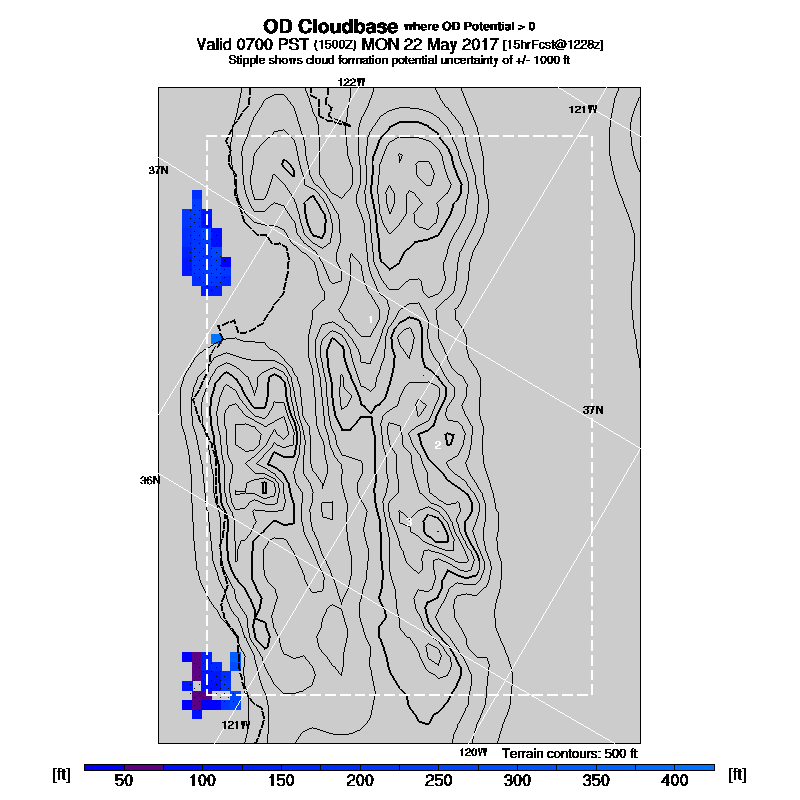 OD Cloudbase where OD Potential > 0
Valid 0700 PST (1500Z) MON 22 May 2017 [15hrFcst@1228z]
Stipple shows cloud formation potential uncertainty of +/- 1000 ft
122W
121W
37N
1
37N
2
36N
3
121W
120W Terrain contours: 500 ft
[ft] 50 100 150 200 250 300 350 400 [ft]